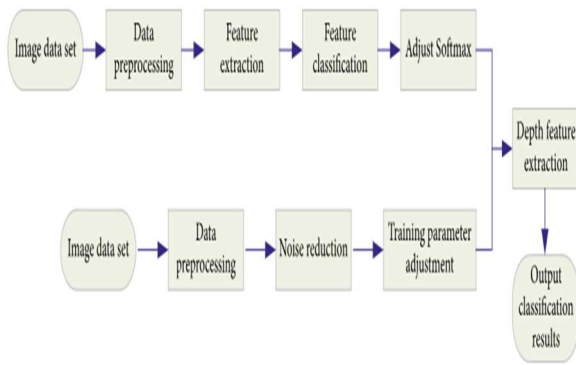 Image data set
Data
preprocessing
Feature
extraction
Feature
classification
Adjust Softmax
Depth feature
extraction
Image data set
Data
preprocessing
Noise reduction
Training parameter
adjustment
Output
classification
results